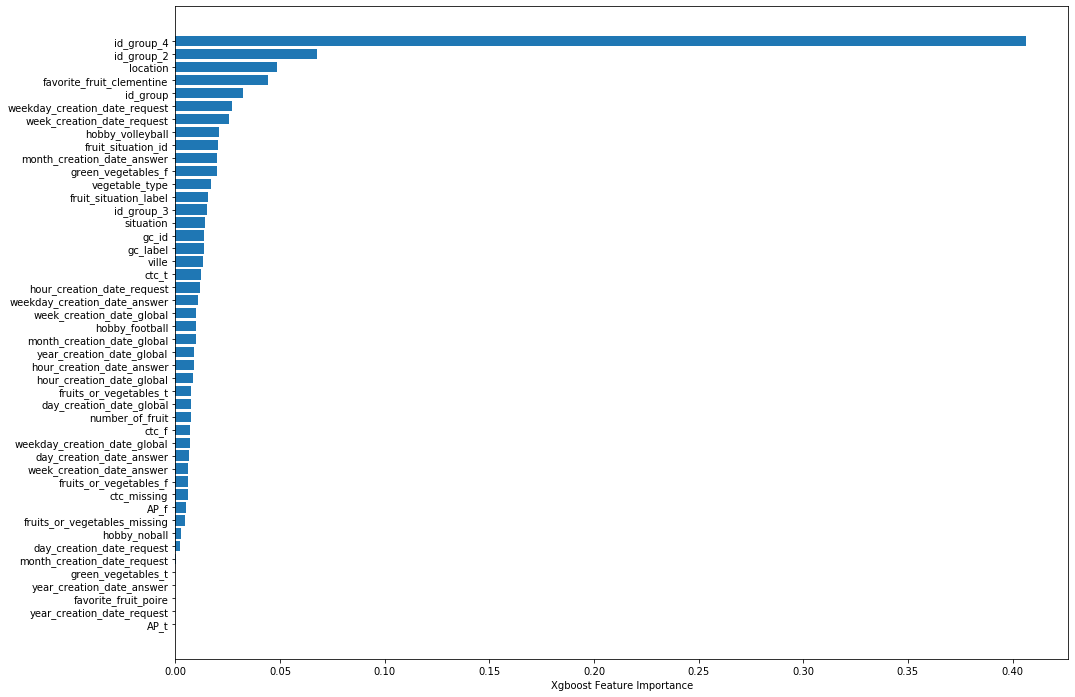 id_group_4
id_group_2
location
favorite_fruit_clementine
id_group
weekday_creation_date_request
week_creation_date_request
hobby_volleyball
fruit_situation_id
month_creation_date_answer
green_vegetables_f
vegetable_type
fruit_situation_label
id_group_3
situation
gc_id
gc_label
ville
ctc_t
hour_creation_date_request
weekday_creation_date_answer
week_creation_date_global
hobby_football
month_creation_date_global
year_creation_date_global
hour_creation_date_answer
hour_creation_date_global
fruits_or_vegetables_t
day_creation_date_global
number_of_fruit
ctc_f
weekday_creation_date_global
day_creation_date_answer
week_creation_date_answer
fruits_or_vegetables_f
ctc_missing
AP_f
fruits_or_vegetables_missing
hobby_noball
day_creation_date_request
month_creation_date_request
green_vegetables_t
year_creation_date_answer
favorite_fruit_poire
year_creation_date_request
AP_t
0.00 0.05 0.10 0.15 0.20 0.25 0.30 0.35 0.40
Xgboost Feature Importance